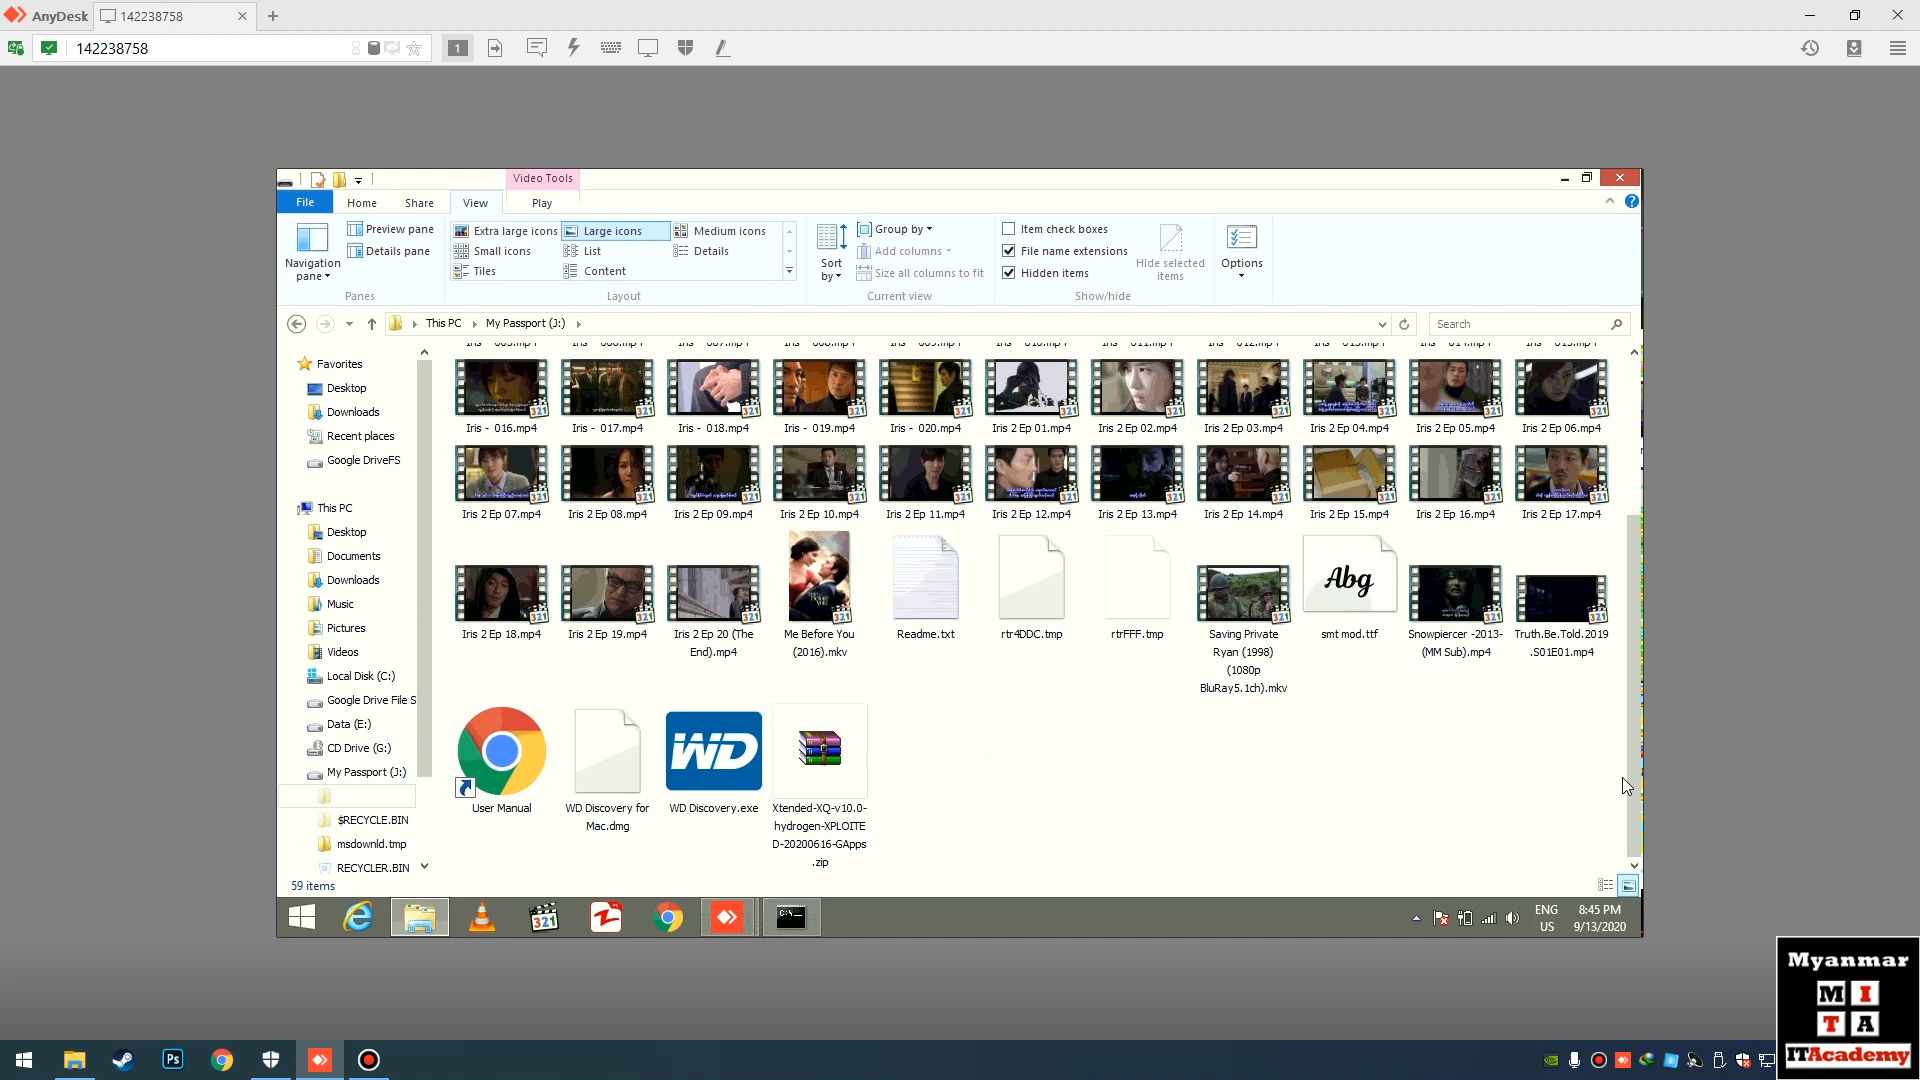 AnyDesk
142238758
142238758
1
Video Tools
File
Home
Share
View
Play
Navigation pane
Preview pane
Details pane
Panes
Extra large icons
Large icons
Medium icons
Small icons
List
Details
Tiles
Content
Layout
Sort by
Group by
Add columns
Size all columns to fit
Current view
Item check boxes
File name extensions
Hidden items
Hide selected items
Show/hide
Options
This PC
My Passport (J:)
Search
Favorites
Desktop
Downloads
Recent places
Google DriveFS
This PC
Desktop
Documents
Downloads
Music
Pictures
Videos
Local Disk (C:)
Google Drive File S
Data (E:)
CD Drive (G:)
My Passport (J:)
$RECYCLE.BIN
msdownld.tmp
RECYCLER.BIN
Iris - 016.mp4
Iris - 017.mp4
Iris - 018.mp4
Iris - 019.mp4
Iris - 020.mp4
Iris 2 Ep 01.mp4
Iris 2 Ep 02.mp4
Iris 2 Ep 03.mp4
Iris 2 Ep 04.mp4
Iris 2 Ep 05.mp4
Iris 2 Ep 06.mp4
Iris 2 Ep 07.mp4
Iris 2 Ep 08.mp4
Iris 2 Ep 09.mp4
Iris 2 Ep 10.mp4
Iris 2 Ep 11.mp4
Iris 2 Ep 12.mp4
Iris 2 Ep 13.mp4
Iris 2 Ep 14.mp4
Iris 2 Ep 15.mp4
Iris 2 Ep 16.mp4
Iris 2 Ep 17.mp4
Iris 2 Ep 18.mp4
Iris 2 Ep 19.mp4
Iris 2 Ep 20 (The
End).mp4
Me Before You
(2016).mkv
Readme.txt
rtr4DDC.tmp
rtrFFF.tmp
Saving Private
Ryan (1998)
(1080p
BluRay5.1ch).mkv
Abg
smt mod.ttf
Snowpiercer -2013-
(MM Sub).mp4
Truth.Be.Told.2019
.S01E01.mp4
User Manual
WD Discovery for
Mac.dmg
WD
WD Discovery.exe
Xtended-XQ-v10.0-
hydrogen-XPLOITE
D-20200616-GApps
.zip
59 items
321
ENG
US
8:45 PM
9/13/2020
Ps
Myanmar
M I
T A
ITAcademy